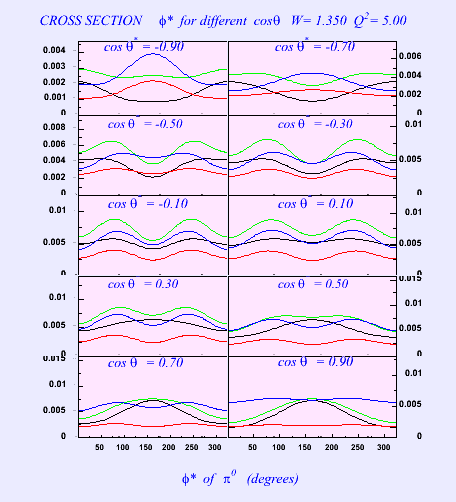 CROSS SECTION ϕ* for different cosθ W= 1.350 Q²= 5.00
cos θ* = -0.90 cos θ* = -0.70
0.004 0.003 0.002 0.001 0
0.006 0.004 0.002 0
cos θ* = -0.50 cos θ* = -0.30
0.008 0.006 0.004 0.002 0
0.01 0.005 0
cos θ* = -0.10 cos θ* = 0.10
0.01 0.005 0
0.01 0.005 0
cos θ* = 0.30 cos θ* = 0.50
0.01 0.005 0
0.015 0.01 0.005 0
cos θ* = 0.70 cos θ* = 0.90
0.015 0.01 0.005 0
0.01 0.005 0
50 100 150 200 250 300 50 100 150 200 250 300
ϕ* of π⁰ (degrees)